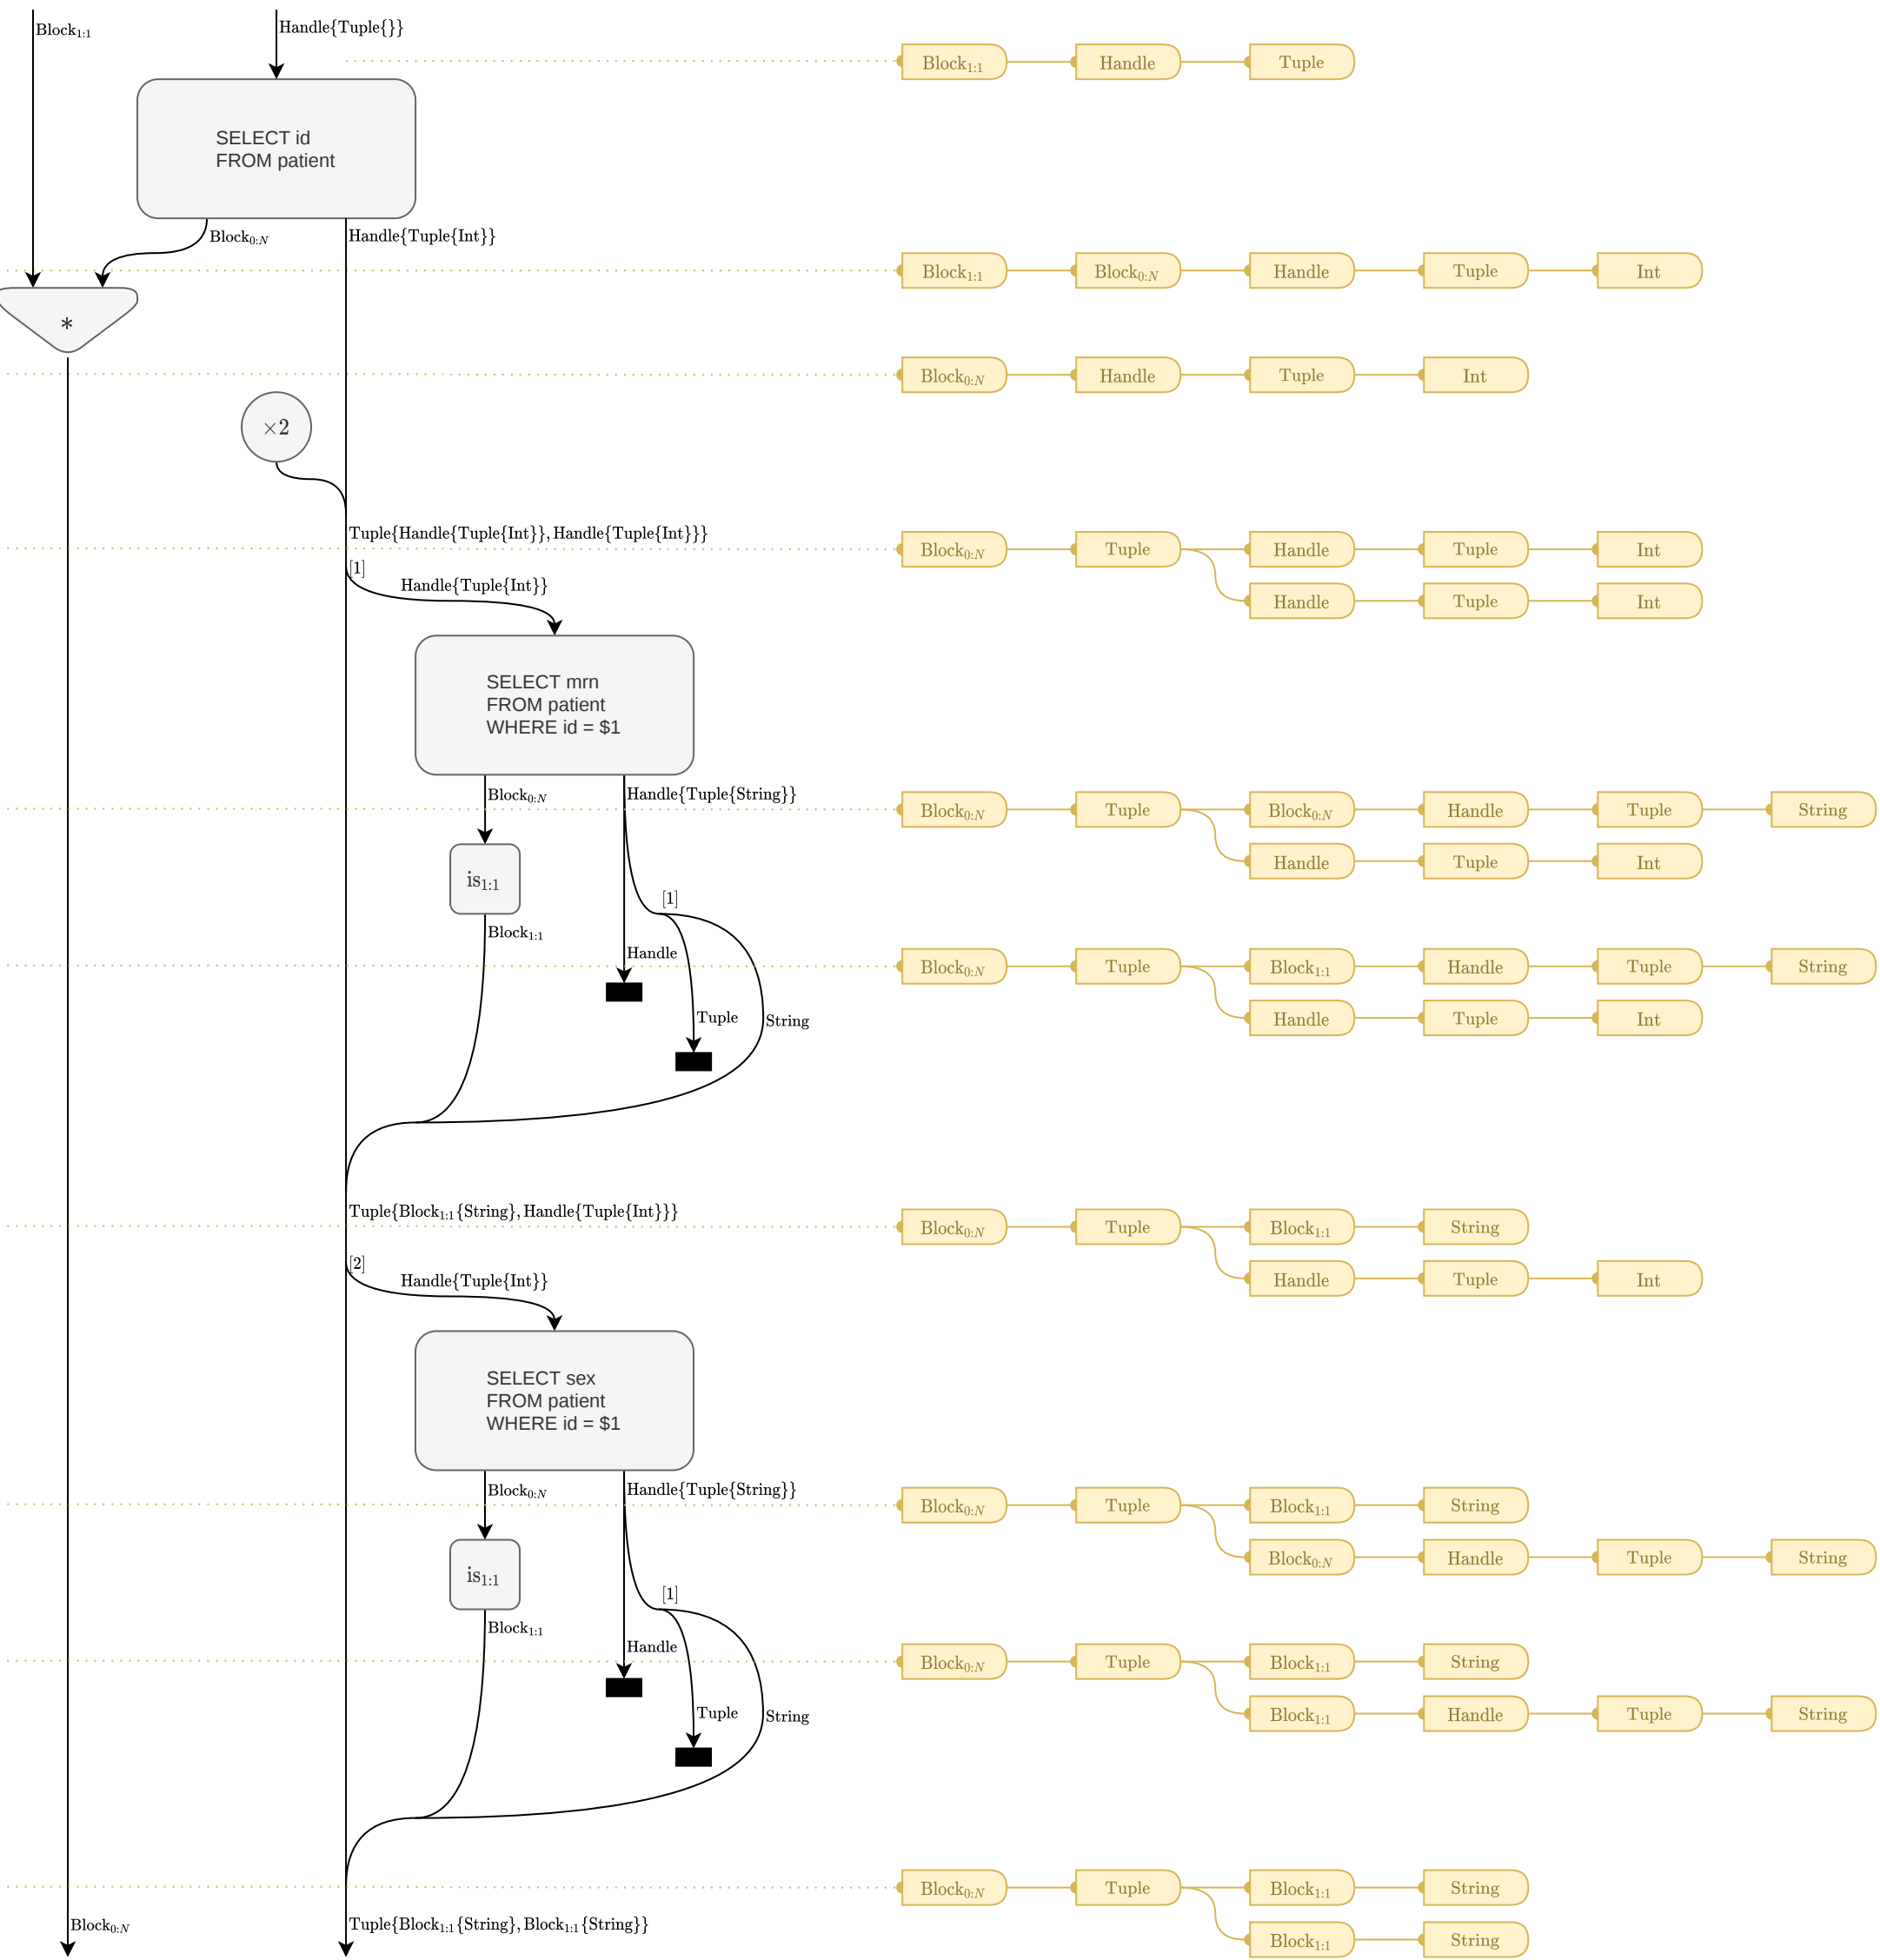 Block1:1
Handle{Tuple{}}
Block1:1 Handle Tuple
SELECT id
FROM patient
Block0:N
Handle{Tuple{Int}}
Block1:1 Block0:N Handle Tuple Int
*
Block0:N Handle Tuple Int
×2
Tuple{Handle{Tuple{Int}}, Handle{Tuple{Int}}}
Block0:N Tuple Handle Tuple Int
[1]
Handle{Tuple{Int}}
Handle Tuple Int
SELECT mrn
FROM patient
WHERE id = $1
Block0:N
Handle{Tuple{String}}
Block0:N Tuple Block0:N Handle Tuple String
Handle Tuple Int
is1:1
[1]
Block1:1
Handle
Block0:N Tuple Block1:1 Handle Tuple String
Tuple
String
Handle Tuple Int
Tuple{Block1:1{String}, Handle{Tuple{Int}}}
Block0:N Tuple Block1:1 String
[2]
Handle{Tuple{Int}}
Handle Tuple Int
SELECT sex
FROM patient
WHERE id = $1
Block0:N
Handle{Tuple{String}}
Block0:N Tuple Block1:1 String
Block0:N Handle Tuple String
is1:1
[1]
Block1:1
Handle
Block0:N Tuple Block1:1 String
Tuple
String
Block1:1 Handle Tuple String
Block0:N Tuple Block1:1 String
Block0:N
Tuple{Block1:1{String}, Block1:1{String}}
Block1:1 String